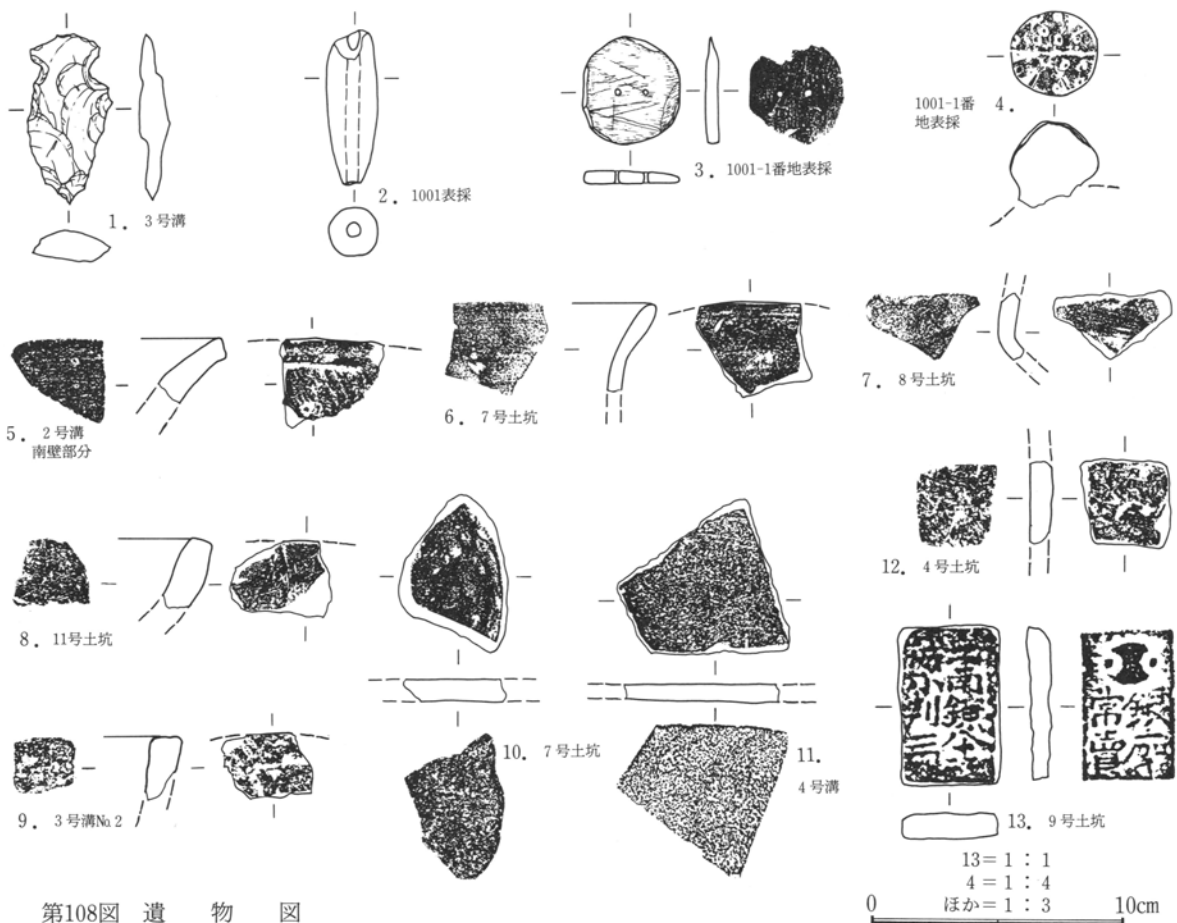 1. 3号溝
2. 1001表採
3. 1001-1番地表採
1001-1番 4.
地表採
5. 2号溝
南壁部分
6. 7号土坑
7. 8号土坑
8. 11号土坑
9. 3号溝No.2
10. 7号土坑
11.
4号溝
12. 4号土坑
13. 9号土坑
銀座
常是
13=1:1
4=1:4
ほか=1:3
0 10cm
第108図 遺物図